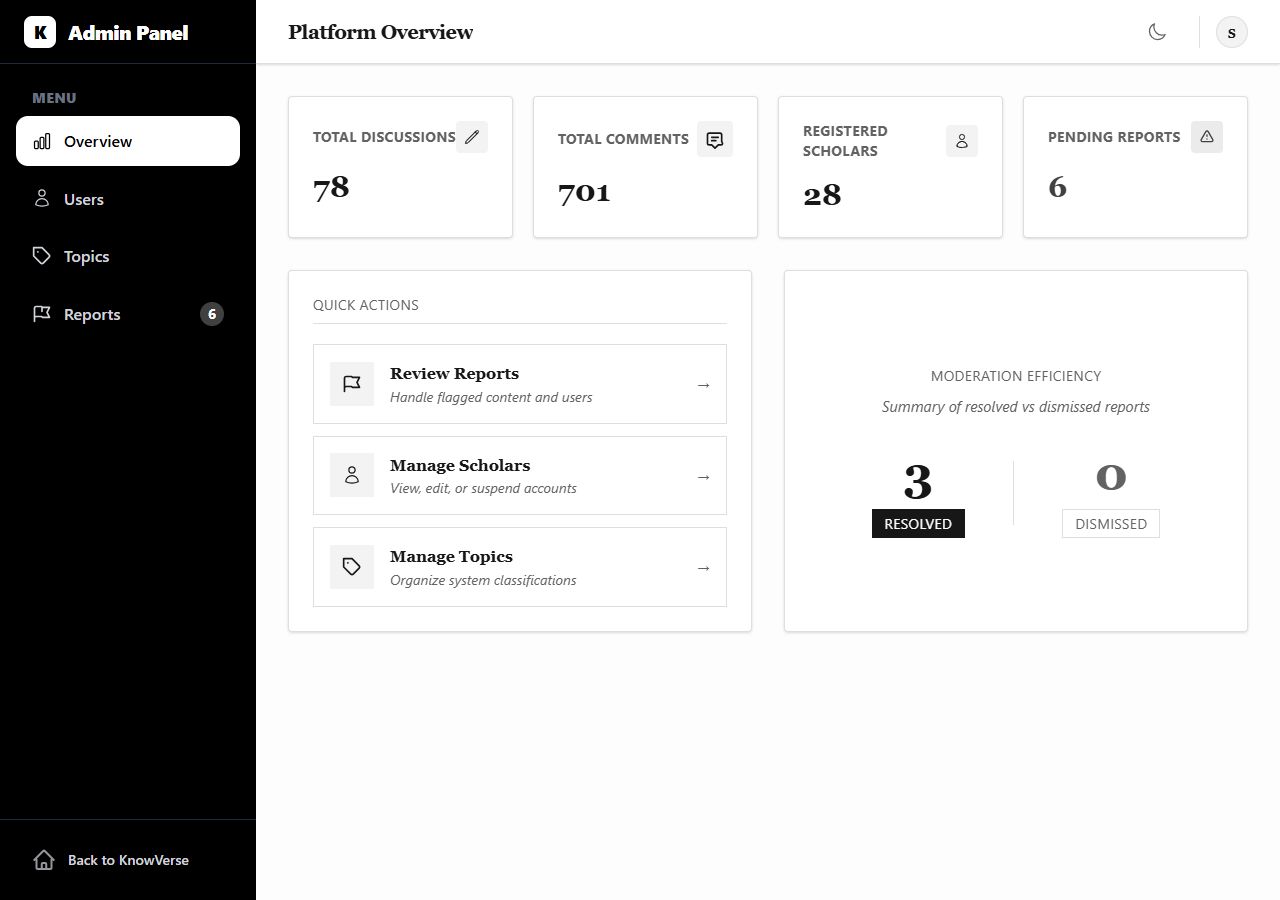 K Admin Panel
MENU
Overview
Users
Topics
Reports 6
Back to KnowVerse
Platform Overview
S
TOTAL DISCUSSIONS
78
TOTAL COMMENTS
701
REGISTERED
SCHOLARS
28
PENDING REPORTS
6
QUICK ACTIONS
Review Reports
Handle flagged content and users
→
Manage Scholars
View, edit, or suspend accounts
→
Manage Topics
Organize system classifications
→
MODERATION EFFICIENCY
Summary of resolved vs dismissed reports
3
RESOLVED
0
DISMISSED